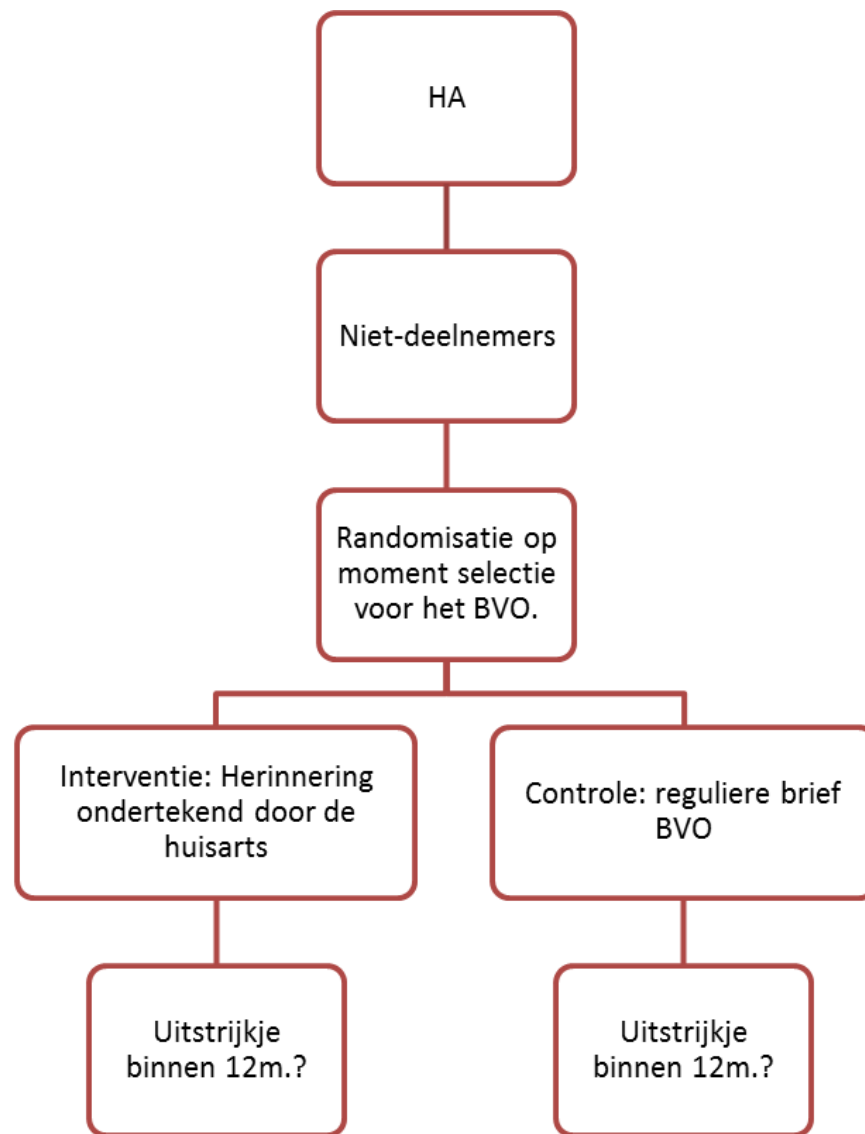 HA
Niet-deelnemers
Randomisatie op
moment selectie
voor het BVO.
Interventie: Herinnering
ondertekend door de
huisarts
Controle: reguliere brief
BVO
Uitstrijkje
binnen 12m.?
Uitstrijkje
binnen 12m.?